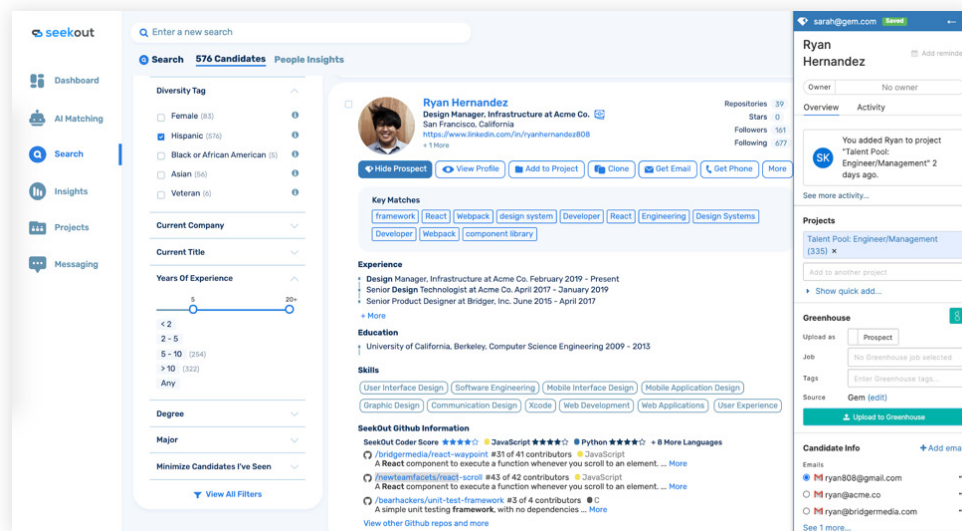 seekout
Dashboard
AI Matching
Search
Insights
Projects
Messaging
Enter a new search
Search
576 Candidates
People Insights
Diversity Tag
Female (83)
Hispanic (576)
Black or African American (5)
Asian (56)
Veteran (6)
Current Company
Current Title
Years Of Experience
5 20+
< 2
2 - 5
5 - 10 (254)
> 10 (322)
Any
Degree
Major
Minimize Candidates I've Seen
View All Filters
Ryan Hernandez
Design Manager, Infrastructure at Acme Co.
San Francisco, California
https://www.linkedin.com/in/ryanhernandez808
+ 1 More
Repositories 39
Stars 0
Followers 161
Following 677
Hide Prospect
View Profile
Add to Project
Clone
Get Email
Get Phone
More
Key Matches
framework React Webpack design system Developer React Engineering Design Systems
Developer Webpack component library
Experience
Design Manager, Infrastructure at Acme Co. February 2019 - Present
Senior Design Technologist at Acme Co. April 2017 - January 2019
Senior Product Designer at Bridger, Inc. June 2015 - April 2017
+ More
Education
University of California, Berkeley, Computer Science Engineering 2009 - 2013
Skills
User Interface Design Software Engineering Mobile Interface Design Mobile Application Design
Graphic Design Communication Design Xcode Web Development Web Applications User Experience
SeekOut Github Information
SeekOut Coder Score ★★★★☆ JavaScript ★★★★☆ Python ★★★★☆ + 8 More Languages
/bridgermedia/react-waypoint #31 of 41 contributors JavaScript
A React component to execute a function whenever you scroll to an element. ... More
/newteamfacets/react-scroll #43 of 42 contributors JavaScript
A React component to execute a function whenever you scroll to an element. ... More
/bearhackers/unit-test-framework #3 of 4 contributors C
A simple unit testing framework, with no dependencies ... More
View other Github repos and more
sarah@gem.com Saved
Ryan
Hernandez
Add reminde
Owner No owner
Overview
Activity
SK
You added Ryan to project
"Talent Pool:
Engineer/Management" 2
days ago.
See more activity...
Projects
Talent Pool: Engineer/Management
(335) ×
Add to another project
Show quick add...
Greenhouse
Upload as Prospect
Job No Greenhouse job selected
Tags Enter Greenhouse tags...
Source Gem (edit)
Upload to Greenhouse
Candidate Info
+ Add emai
Emails
ryan808@gmail.com
ryan@acme.co
ryan@bridgermedia.com
See 1 more...